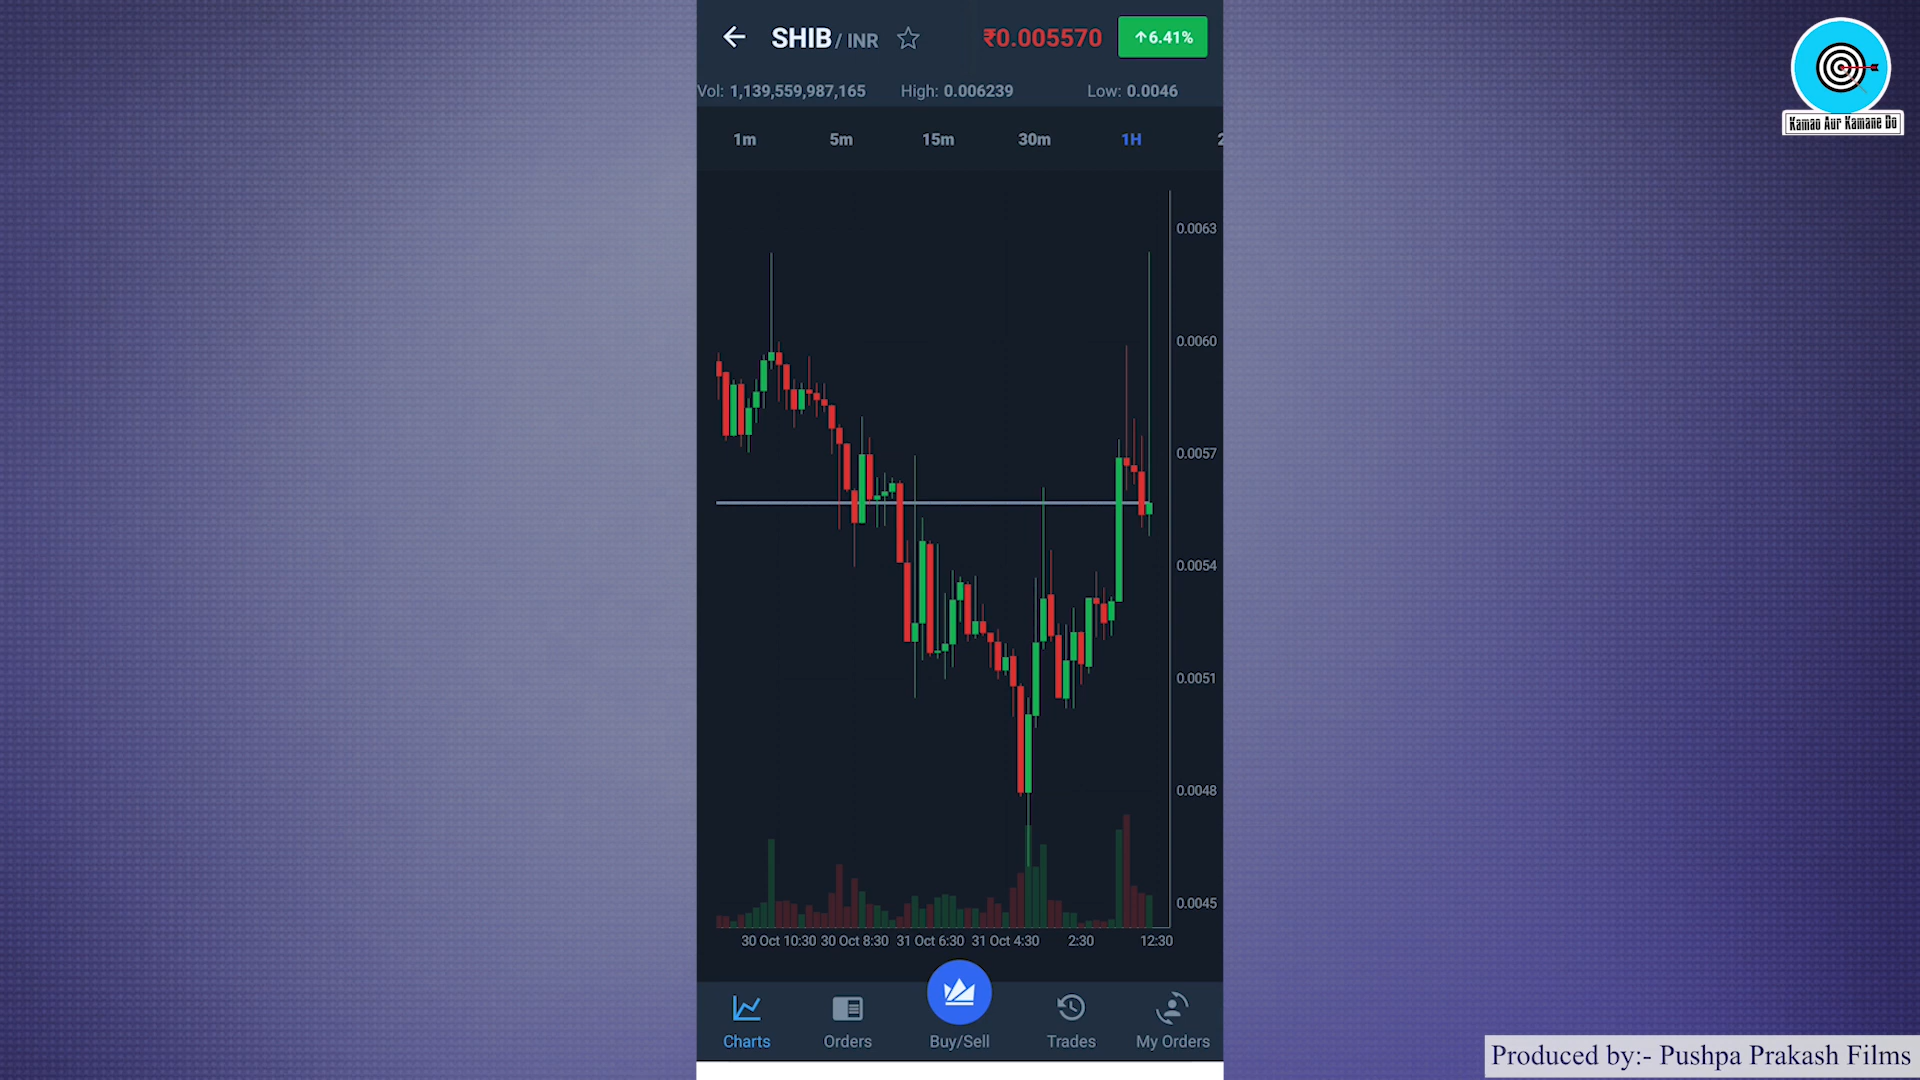 SHIB / INR ₹0.005570 ↑6.41%
Vol: 1,139,559,987,165 High: 0.006239 Low: 0.0046
1m 5m 15m 30m 1H 2
0.0063
0.0060
0.0057
0.0054
0.0051
0.0048
0.0045
30 Oct 10:30 30 Oct 8:30 31 Oct 6:30 31 Oct 4:30 2:30 12:30
Charts Orders Buy/Sell Trades My Orders
Kamao Aur Kamane Do
Produced by:- Pushpa Prakash Films